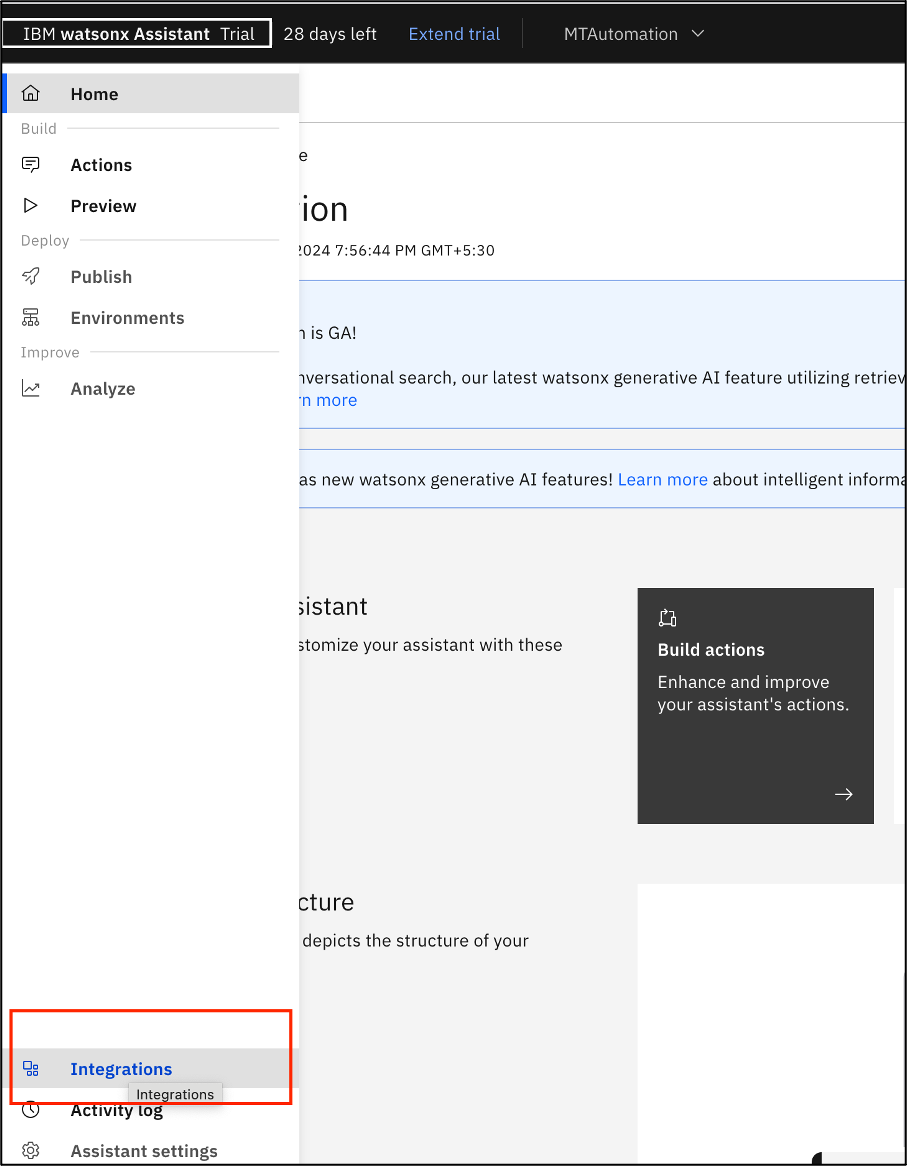 IBM watsonx Assistant Trial 28 days left Extend trial MTAutomation
Home
Build
Actions
Preview
Deploy
Publish
Environments
Improve
Analyze
Integrations
Integrations
Activity log
Assistant settings
e
ion
2024 7:56:44 PM GMT+5:30
n is GA!
nversational search, our latest watsonx generative AI feature utilizing retriev
rn more
as new watsonx generative AI features! Learn more about intelligent informa
sistant
stomize your assistant with these
Build actions
Enhance and improve
your assistant's actions.
cture
depicts the structure of your